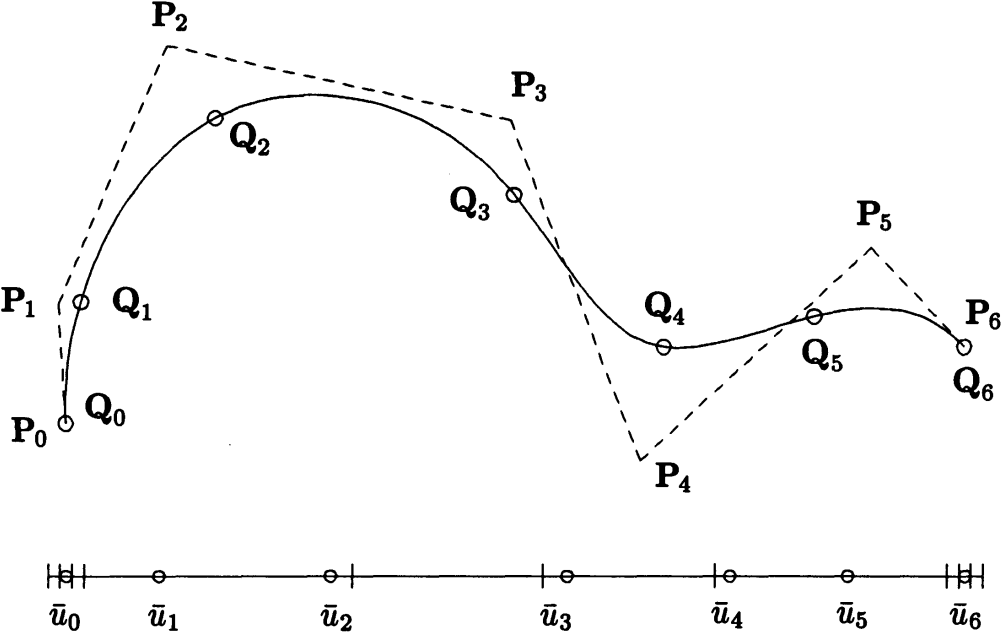 P₂
P₃
Q₂
Q₃
P₅
P₁ Q₁
Q₄
P₆
Q₅
Q₆
P₀ Q₀
P₄
ū₀ ū₁ ū₂ ū₃ ū₄ ū₅ ū₆